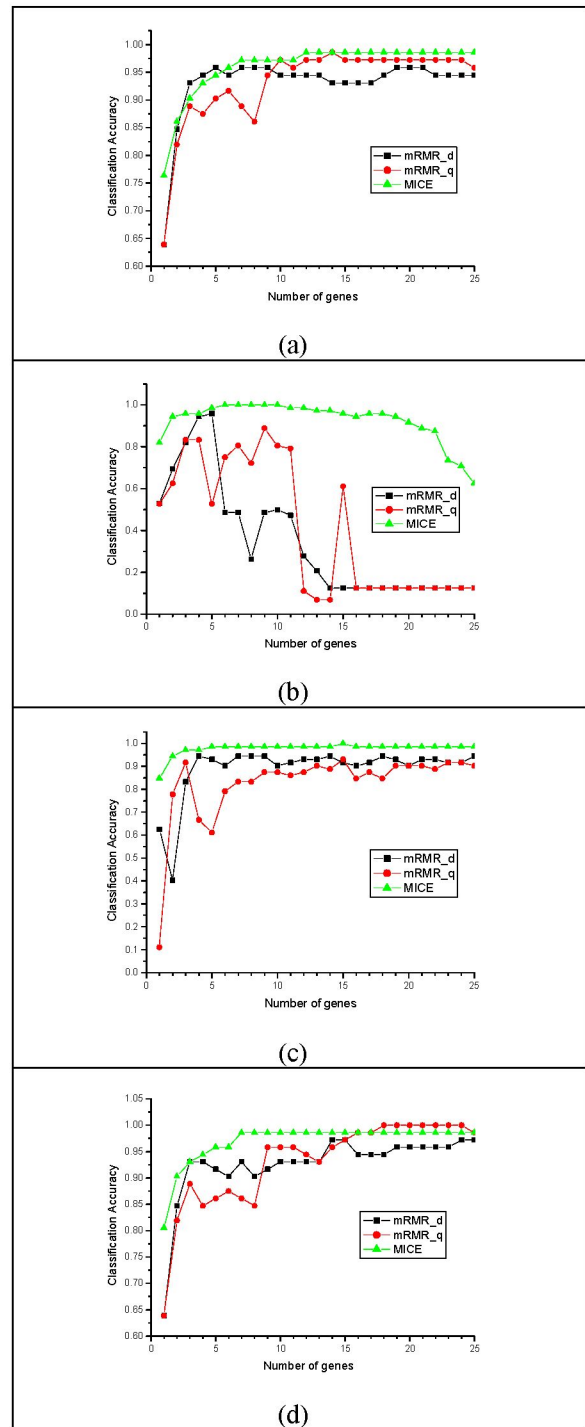 1.00
0.95
0.90
0.85
0.80
0.75
0.70
0.65
0.60
Classification Accuracy
mRMR_d
mRMR_q
MICE
0 5 10 15 20 25
Number of genes
(a)
1.0
0.8
0.6
0.4
0.2
0.0
Classification Accuracy
mRMR_d
mRMR_q
MICE
0 5 10 15 20 25
Number of genes
(b)
1.0
0.9
0.8
0.7
0.6
0.5
0.4
0.3
0.2
0.1
0.0
Classification Accuracy
mRMR_d
mRMR_q
MICE
0 5 10 15 20 25
Number of genes
(c)
1.05
1.00
0.95
0.90
0.85
0.80
0.75
0.70
0.65
0.60
Classification Accuracy
mRMR_d
mRMR_q
MICE
0 5 10 15 20 25
Number of genes
(d)